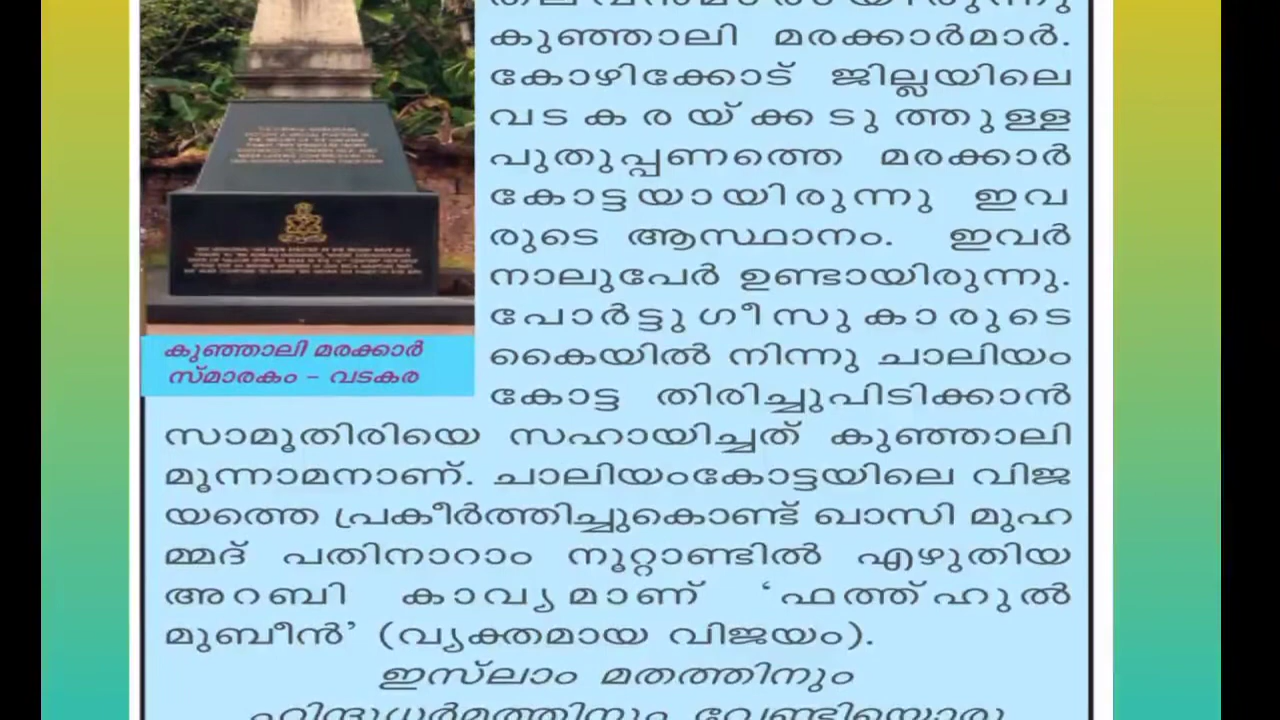 കുഞ്ഞാലി മരക്കാർമാർ.
കോഴിക്കോട് ജില്ലയിലെ
വടകരയ്ക്കടുത്തുള്ള
പുതുപ്പണത്തെ മരക്കാർ
കോട്ടയായിരുന്നു ഇവ
രുടെ ആസ്ഥാനം. ഇവർ
നാലുപേർ ഉണ്ടായിരുന്നു.
പോർട്ടുഗീസുകാരുടെ
കൈയിൽ നിന്നു ചാലിയം
കോട്ട തിരിച്ചുപിടിക്കാൻ
കുഞ്ഞാലി മരക്കാർ
സ്മാരകം – വടകര
സാമൂതിരിയെ സഹായിച്ചത് കുഞ്ഞാലി
മൂന്നാമനാണ്. ചാലിയംകോട്ടയിലെ വിജ
യത്തെ പ്രകീർത്തിച്ചുകൊണ്ട് ഖാസി മുഹ
മ്മദ് പതിനാറാം നൂറ്റാണ്ടിൽ എഴുതിയ
അറബി കാവ്യമാണ് ‘ഫത്ത്ഹുൽ
മുബീൻ’ (വ്യക്തമായ വിജയം).
ഇസ്‌ലാം മതത്തിനും